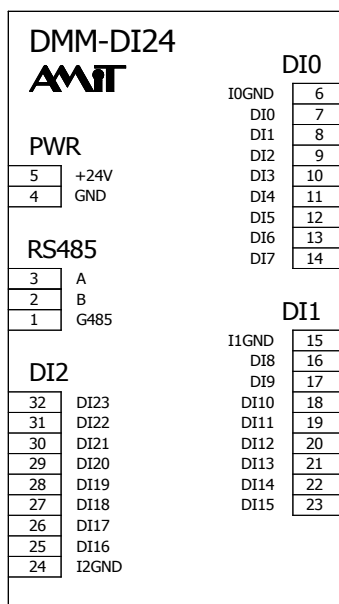 DMM-DI24
AMiT
PWR
5 +24V
4 GND
RS485
3 A
2 B
1 G485
DI2
32 DI23
31 DI22
30 DI21
29 DI20
28 DI19
27 DI18
26 DI17
25 DI16
24 I2GND
DI0
I0GND 6
DI0 7
DI1 8
DI2 9
DI3 10
DI4 11
DI5 12
DI6 13
DI7 14
DI1
I1GND 15
DI8 16
DI9 17
DI10 18
DI11 19
DI12 20
DI13 21
DI14 22
DI15 23